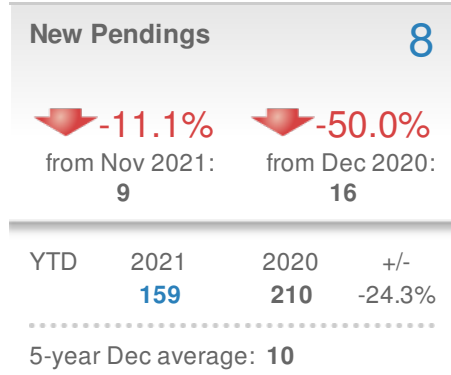 New Pendings 8
-11.1% -50.0%
from Nov 2021: from Dec 2020:
9 16
YTD 2021 2020 +/-
159 210 -24.3%
5-year Dec average: 10